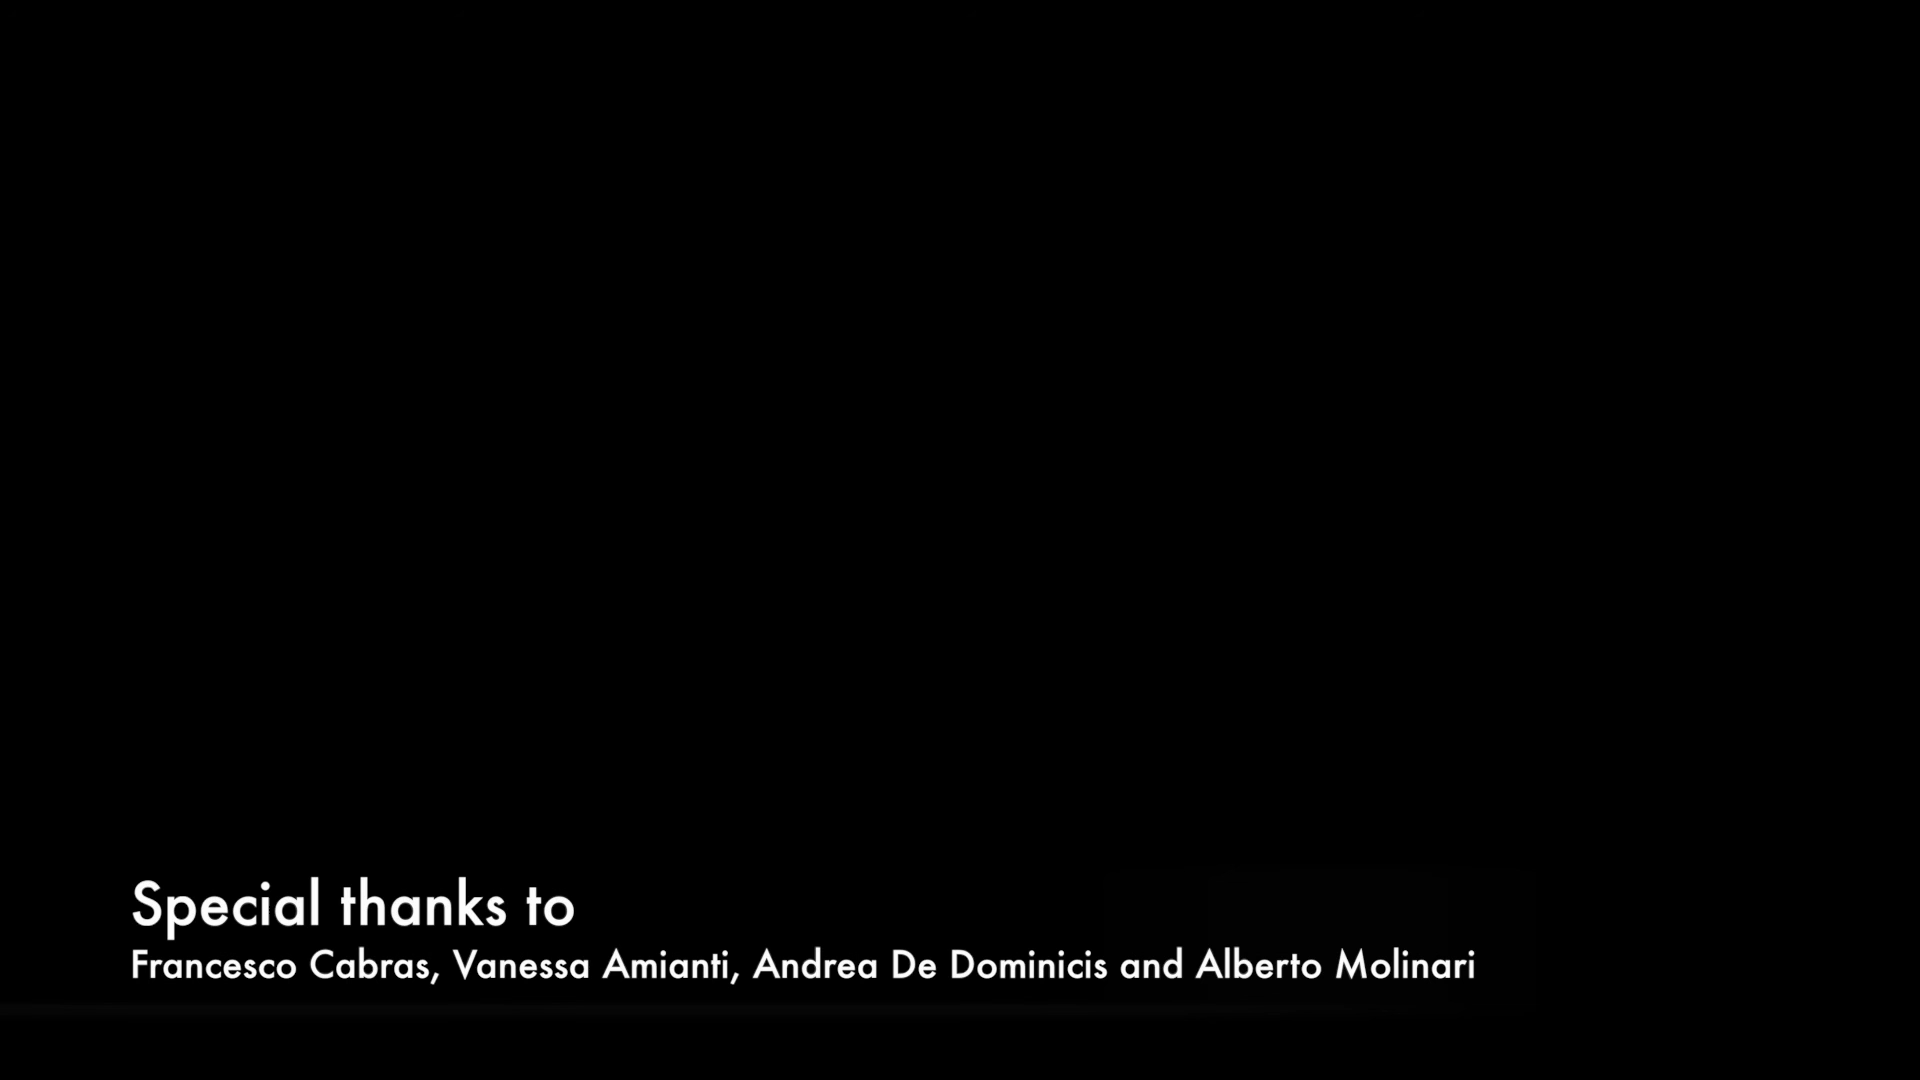 Special thanks to
Francesco Cabras, Vanessa Amianti, Andrea De Dominicis and Alberto Molinari